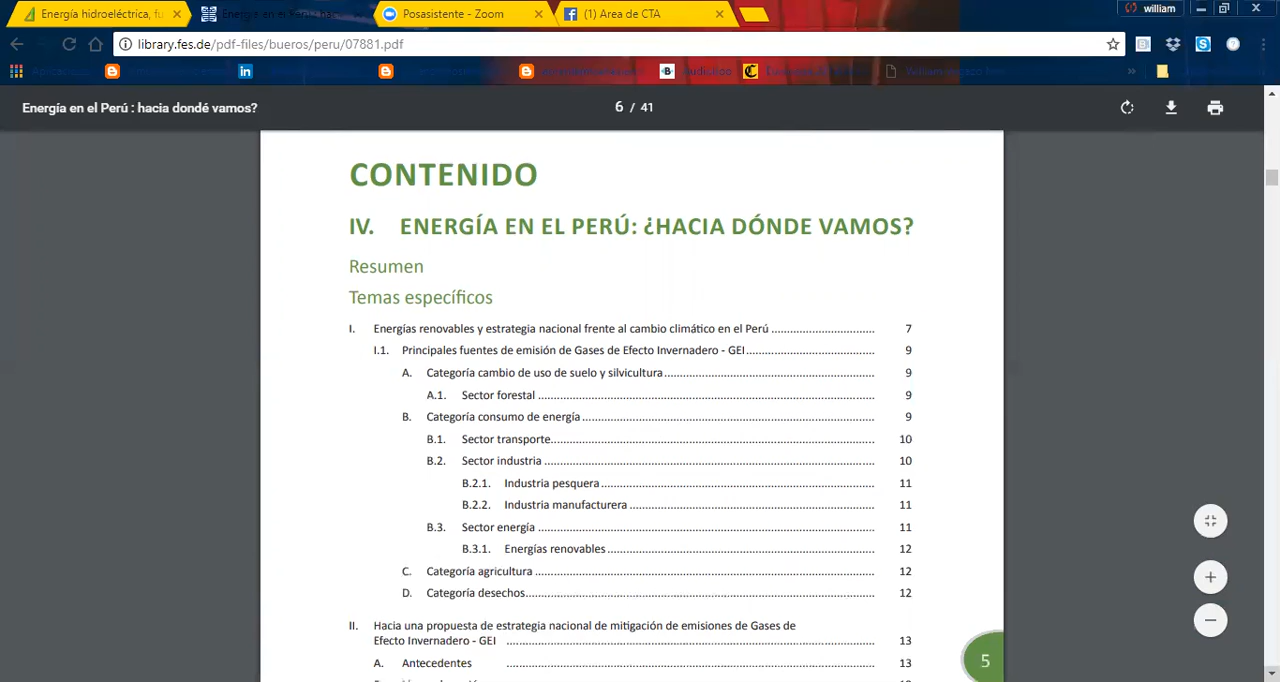 Energía hidroeléctrica, fu
Energía en el Perú : hac
Posasistente - Zoom
(1) Area de CTA
william
library.fes.de/pdf-files/bueros/peru/07881.pdf
Energía en el Perú : hacia dondé vamos?
6 / 41
CONTENIDO
IV. ENERGÍA EN EL PERÚ: ¿HACIA DÓNDE VAMOS?
Resumen
Temas específicos
I. Energías renovables y estrategia nacional frente al cambio climático en el Perú 7
I.1. Principales fuentes de emisión de Gases de Efecto Invernadero - GEI 9
A. Categoría cambio de uso de suelo y silvicultura 9
A.1. Sector forestal 9
B. Categoría consumo de energía 9
B.1. Sector transporte 10
B.2. Sector industria 10
B.2.1. Industria pesquera 11
B.2.2. Industria manufacturera 11
B.3. Sector energía 11
B.3.1. Energías renovables 12
C. Categoría agricultura 12
D. Categoría desechos 12
II. Hacia una propuesta de estrategia nacional de mitigación de emisiones de Gases de
Efecto Invernadero - GEI 13
A. Antecedentes 13
5